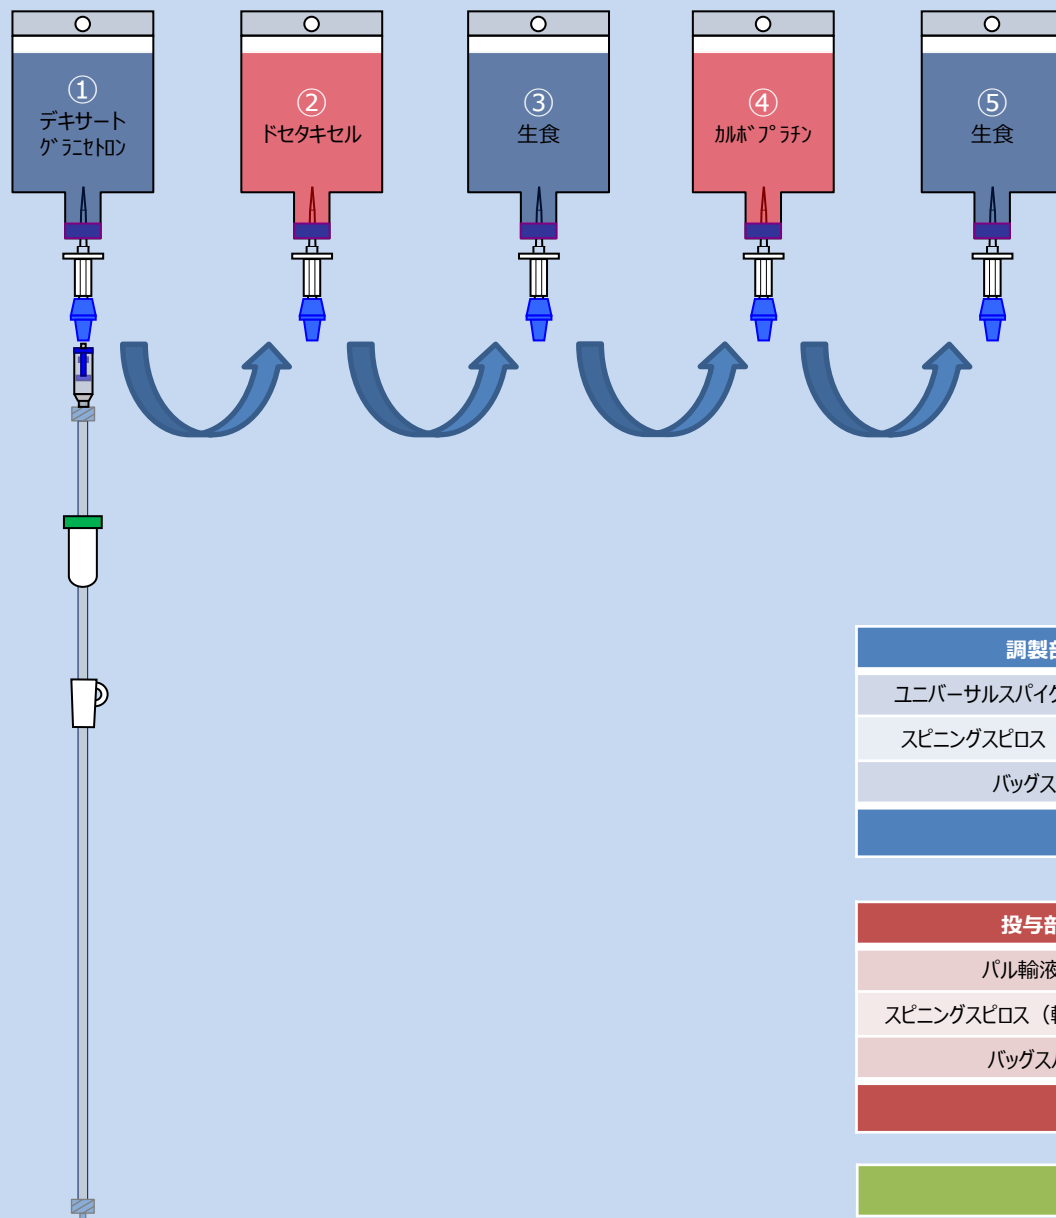 ①
デキサート
グラニセトロン
②
ドセタキセル
③
生食
④
カルボプラチン
⑤
生食
調製部
ユニバーサルスパイク
スピニングスピロス
バッグス
投与部
パル輸液
スピニングスピロス（
バッグス